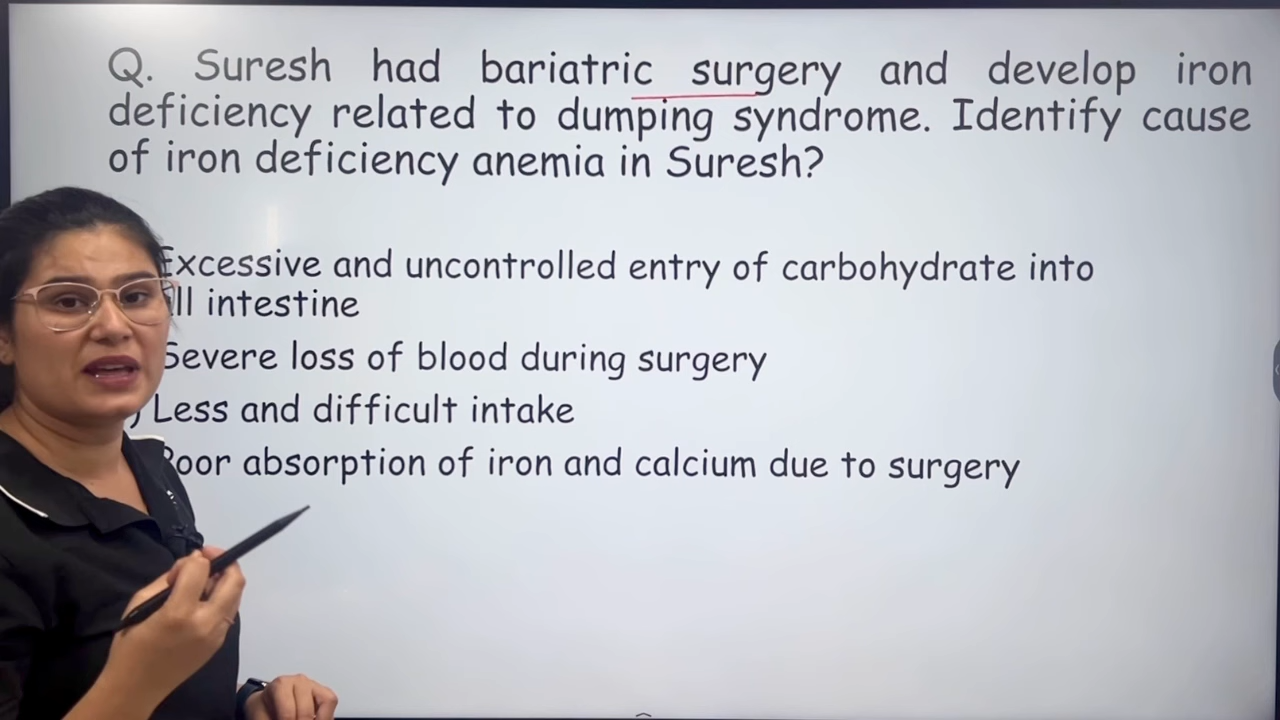 Q. Suresh had bariatric surgery and develop iron
deficiency related to dumping syndrome. Identify cause
of iron deficiency anemia in Suresh?
Excessive and uncontrolled entry of carbohydrate into
intestine
Severe loss of blood during surgery
) Less and difficult intake
Poor absorption of iron and calcium due to surgery